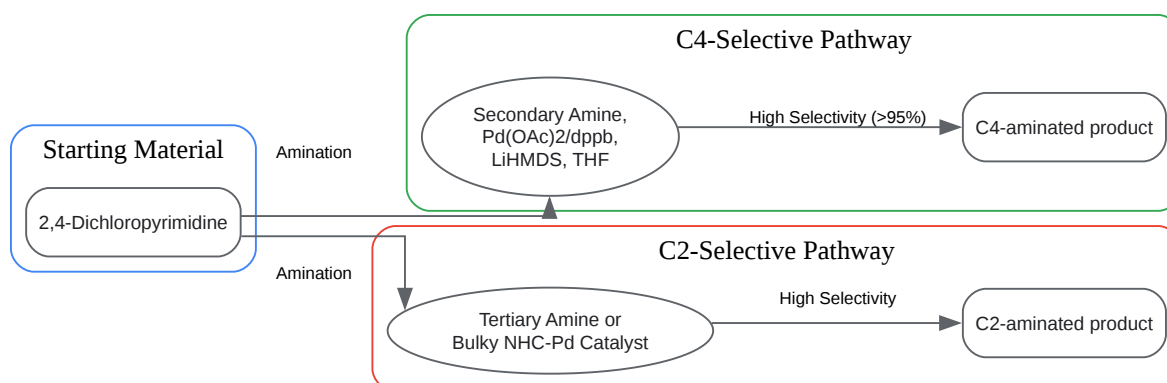 C4-Selective Pathway
Secondary Amine,
Pd(OAc)2/dppb,
LiHMDS, THF
High Selectivity (>95%)
C4-aminated product
Starting Material
Amination
2,4-Dichloropyrimidine
C2-Selective Pathway
Amination
Tertiary Amine or
Bulky NHC-Pd Catalyst
High Selectivity
C2-aminated product